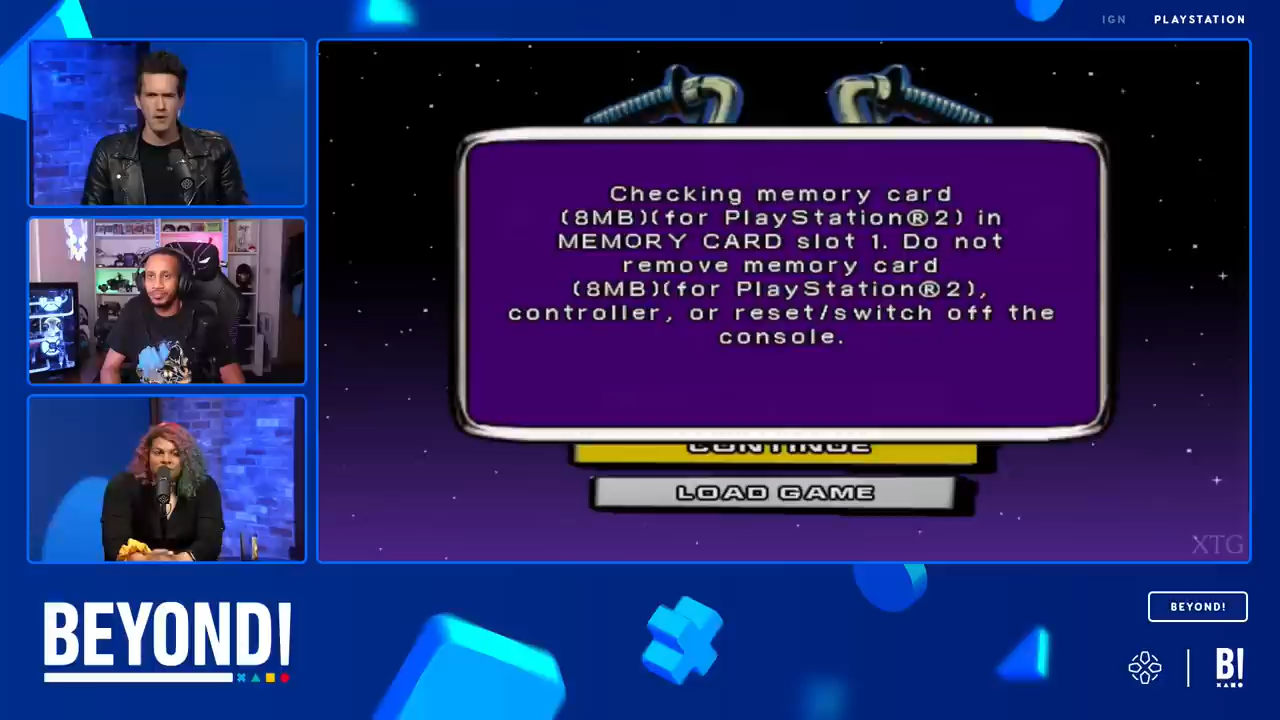 IGN PLAYSTATION
Checking memory card
(8MB)(for PlayStation®2) in
MEMORY CARD slot 1. Do not
remove memory card
(8MB)(for PlayStation®2),
controller, or reset/switch off the
console.
CONTINUE
LOAD GAME
XTG
BEYOND!
BEYOND!
B!